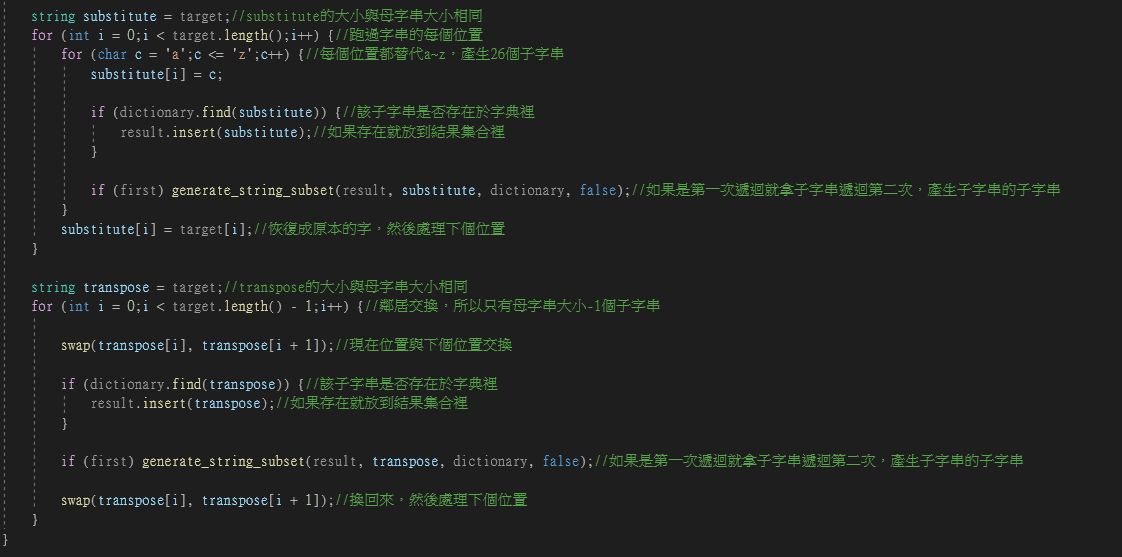 string substitute = target;//substitute的大小與母字串大小相同
for (int i = 0;i < target.length();i++) {//跑過字串的每個位置
for (char c = 'a';c <= 'z';c++) {//每個位置都替代a~z，產生26個子字串
substitute[i] = c;
if (dictionary.find(substitute)) {//該子字串是否存在於字典裡
result.insert(substitute);//如果存在就放到結果集合裡
}
if (first) generate_string_subset(result, substitute, dictionary, false);//如果是第一次遞迴就拿子字串遞迴第二次，產生子字串的子字串
}
substitute[i] = target[i];//恢復成原本的字，然後處理下個位置
}
string transpose = target;//transpose的大小與母字串大小相同
for (int i = 0;i < target.length() - 1;i++) {//鄰居交換，所以只有母字串大小-1個子字串
swap(transpose[i], transpose[i + 1]);//現在位置與下個位置交換
if (dictionary.find(transpose)) {//該子字串是否存在於字典裡
result.insert(transpose);//如果存在就放到結果集合裡
}
if (first) generate_string_subset(result, transpose, dictionary, false);//如果是第一次遞迴就拿子字串遞迴第二次，產生子字串的子字串
swap(transpose[i], transpose[i + 1]);//換回來，然後處理下個位置
}
}